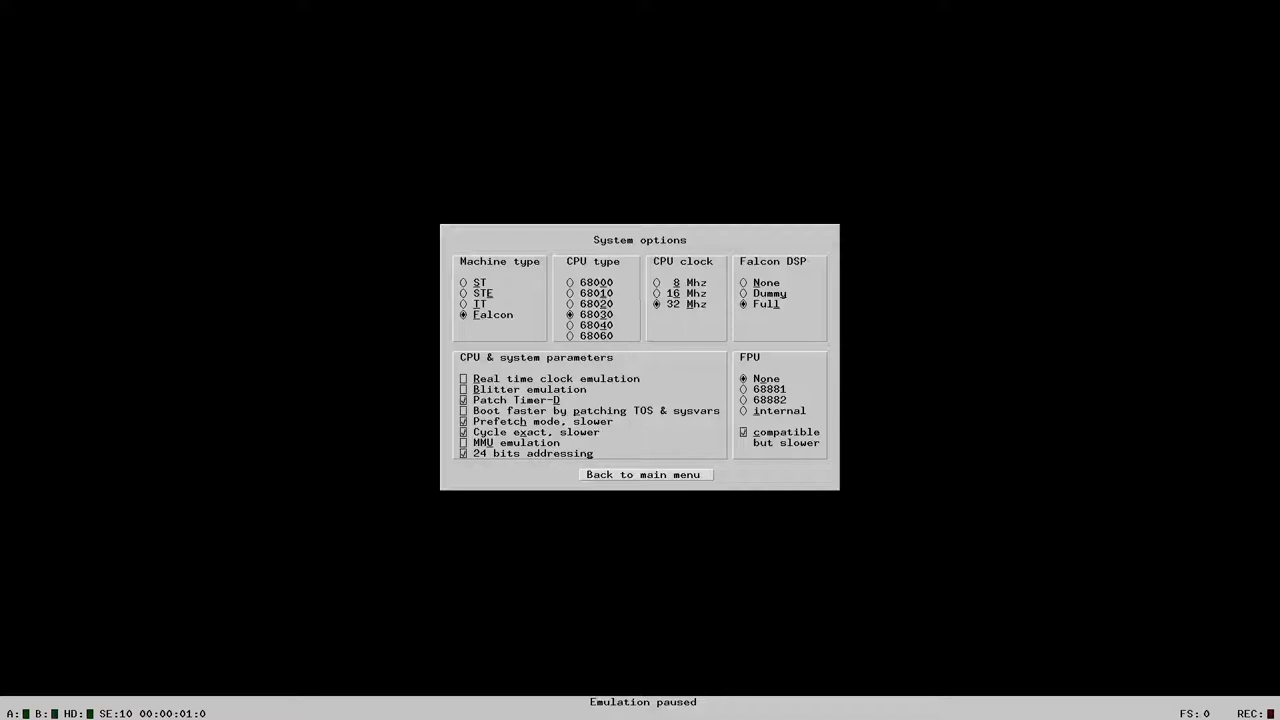 System options
Machine type
ST
STE
TT
Falcon
CPU type
68000
68010
68020
68030
68040
68060
CPU clock
8 Mhz
16 Mhz
32 Mhz
Falcon DSP
None
Dummy
Full
CPU & system parameters
Real time clock emulation
Blitter emulation
Patch Timer-D
Boot faster by patching TOS & sysvars
Prefetch mode, slower
Cycle exact, slower
MMU emulation
24 bits addressing
FPU
None
68881
68882
internal
compatible
but slower
Back to main menu
Emulation paused
A: B: HD: SE:10 00:00:01:0 FS: 0 REC: